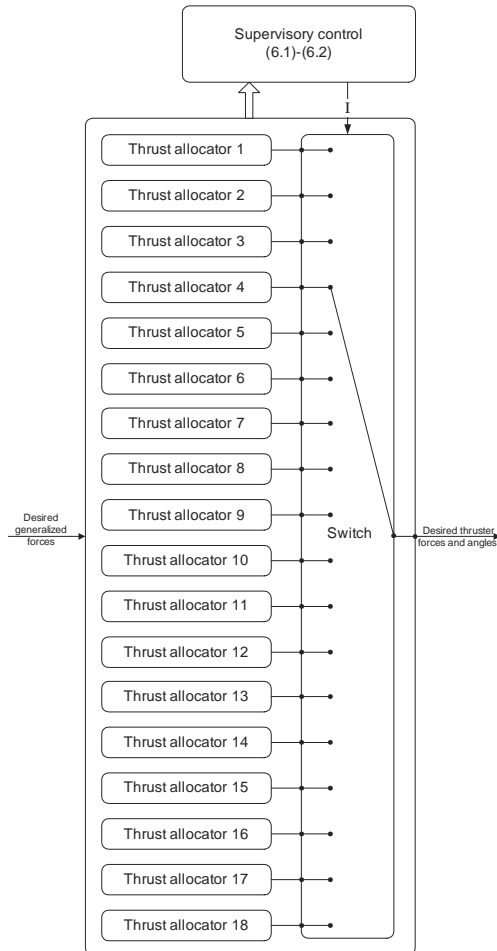 Supervisory control
(6.1)-(6.2)
I
Thrust allocator 1
Thrust allocator 2
Thrust allocator 3
Thrust allocator 4
Thrust allocator 5
Thrust allocator 6
Thrust allocator 7
Thrust allocator 8
Thrust allocator 9
Desired
generalized
forces
Switch
Desired thruster
forces and angles
Thrust allocator 10
Thrust allocator 11
Thrust allocator 12
Thrust allocator 13
Thrust allocator 14
Thrust allocator 15
Thrust allocator 16
Thrust allocator 17
Thrust allocator 18